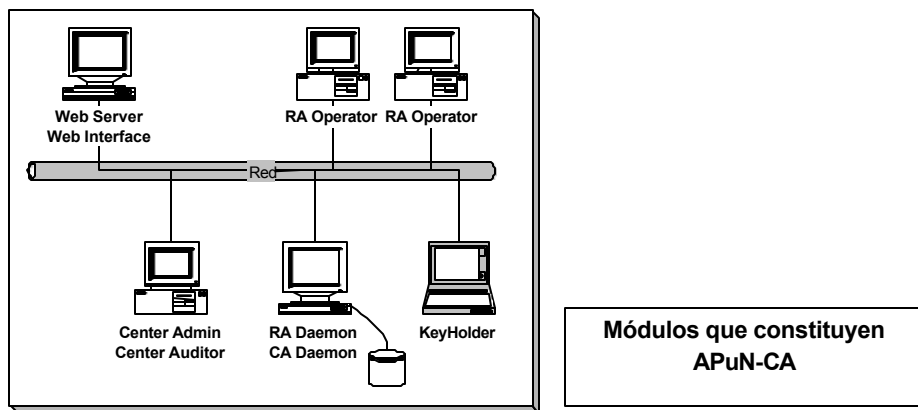 Web Server
Web Interface
RA Operator
RA Operator
Red
Center Admin
Center Auditor
RA Daemon
CA Daemon
KeyHolder
Módulos que constituyen
APuN-CA